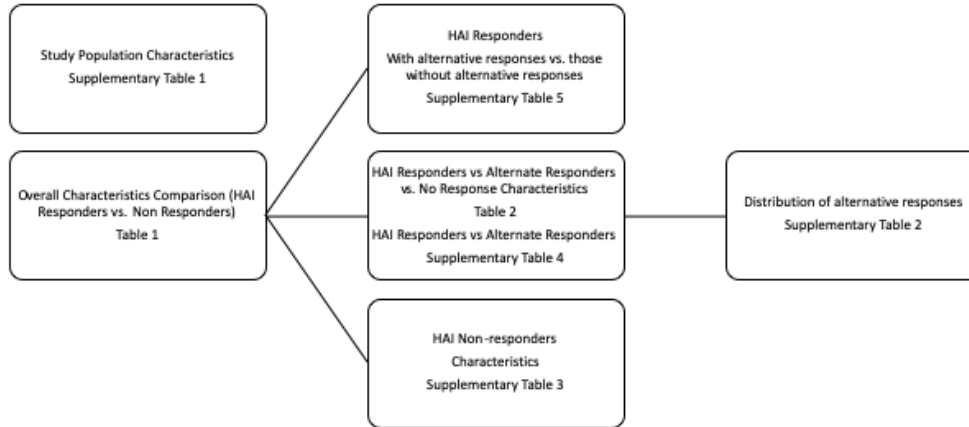 Study Population Characteristics
Supplementary Table 1
Overall Characteristics Comparison (HAI
Responders vs. Non Responders)
Table 1
HAI Responders
With alternative responses vs. those
without alternative responses
Supplementary Table 5
HAI Responders vs Alternate Responders
vs. No Response Characteristics
Table 2
HAI Responders vs Alternate Responders
Supplementary Table 4
HAI Non-responders
Characteristics
Supplementary Table 3
Distribution of alternative responses
Supplementary Table 2